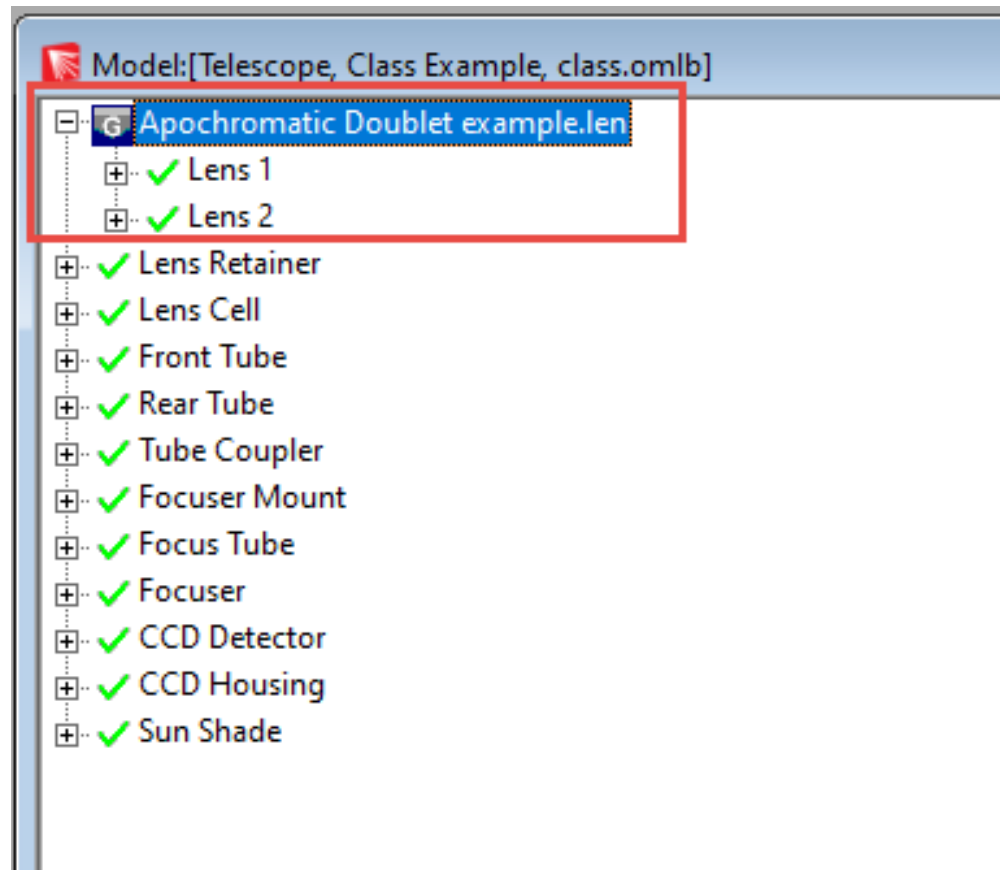 Model:[Telescope, Class Example, class.omlb]
G Apochromatic Doublet example.len
Lens 1
Lens 2
Lens Retainer
Lens Cell
Front Tube
Rear Tube
Tube Coupler
Focuser Mount
Focus Tube
Focuser
CCD Detector
CCD Housing
Sun Shade